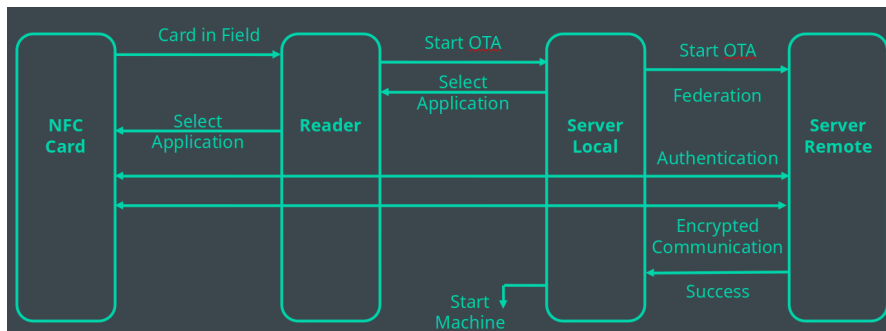 Card in Field
Start OTA
Start OTA
Select
Application
Federation
Select
Application
NFC
Card
Reader
Server
Local
Server
Remote
Authentication
Encrypted
Communication
Success
Start
Machine